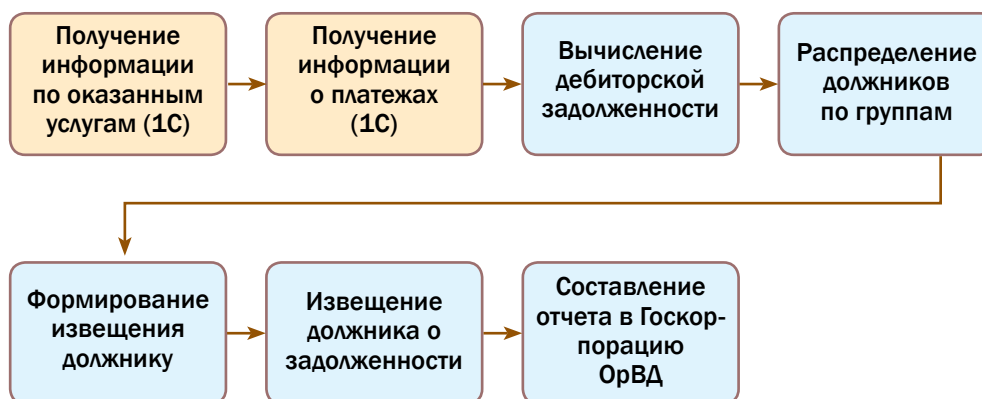 Получение
информации
по оказанным
услугам (1С)
Получение
информации
о платежах
(1С)
Вычисление
дебиторской
задолженности
Распределение
должников
по группам
Формирование
извещения
должнику
Извещение
должника о
задолженности
Составление
отчета в Госкор-
порацию
ОрВД